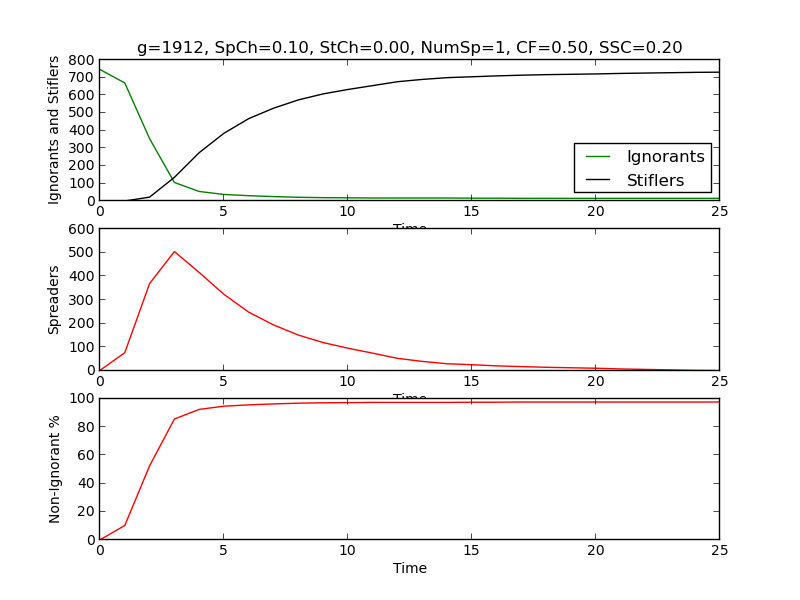 g=1912, SpCh=0.10, StCh=0.00, NumSp=1, CF=0.50, SSC=0.20
Ignorants and Stiflers
800
700
600
500
400
300
200
100
0
Ignorants
Stiflers
0 5 10 15 20 25
Time
Spreaders
600
500
400
300
200
100
0
0 5 10 15 20 25
Time
Non-Ignorant %
100
80
60
40
20
0
0 5 10 15 20 25
Time